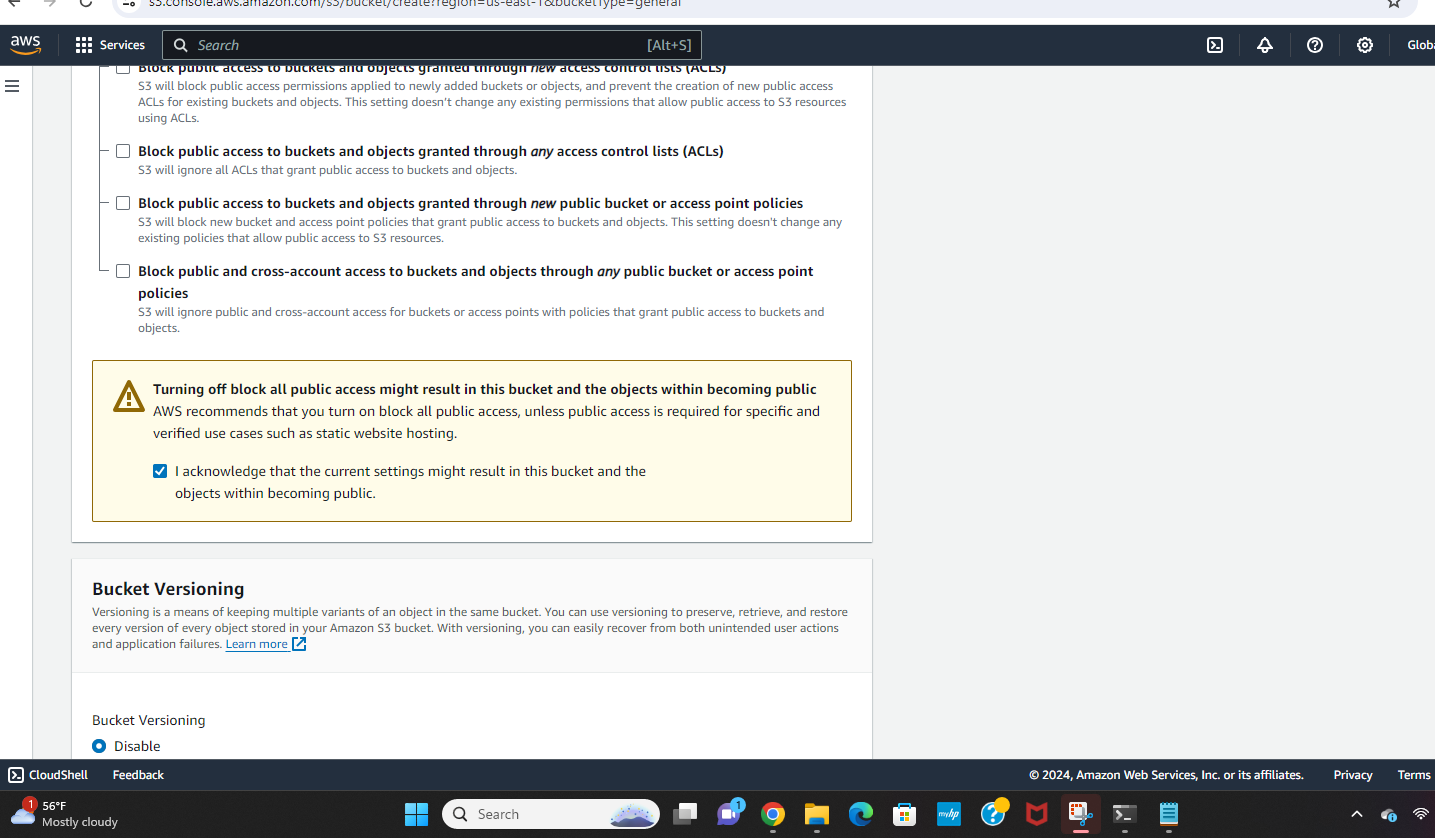 s3.console.aws.amazon.com/s3/bucket/create?region=us-east-1&bucketType=general
aws
Services
Search
[Alt+S]
Block public access to buckets and objects granted through new access control lists (ACLs)
S3 will block public access permissions applied to newly added buckets or objects, and prevent the creation of new public access
ACLs for existing buckets and objects. This setting doesn't change any existing permissions that allow public access to S3 resources
using ACLs.
Block public access to buckets and objects granted through any access control lists (ACLs)
S3 will ignore all ACLs that grant public access to buckets and objects.
Block public access to buckets and objects granted through new public bucket or access point policies
S3 will block new bucket and access point policies that grant public access to buckets and objects. This setting doesn't change any
existing policies that allow public access to S3 resources.
Block public and cross-account access to buckets and objects through any public bucket or access point
policies
S3 will ignore public and cross-account access for buckets or access points with policies that grant public access to buckets and
objects.
Turning off block all public access might result in this bucket and the objects within becoming public
AWS recommends that you turn on block all public access, unless public access is required for specific and
verified use cases such as static website hosting.
I acknowledge that the current settings might result in this bucket and the
objects within becoming public.
Bucket Versioning
Versioning is a means of keeping multiple variants of an object in the same bucket. You can use versioning to preserve, retrieve, and restore
every version of every object stored in your Amazon S3 bucket. With versioning, you can easily recover from both unintended user actions
and application failures. Learn more
Bucket Versioning
Disable
CloudShell
Feedback
© 2024, Amazon Web Services, Inc. or its affiliates.
Privacy
Terms
1
56°F
Mostly cloudy
Search
1
myhp